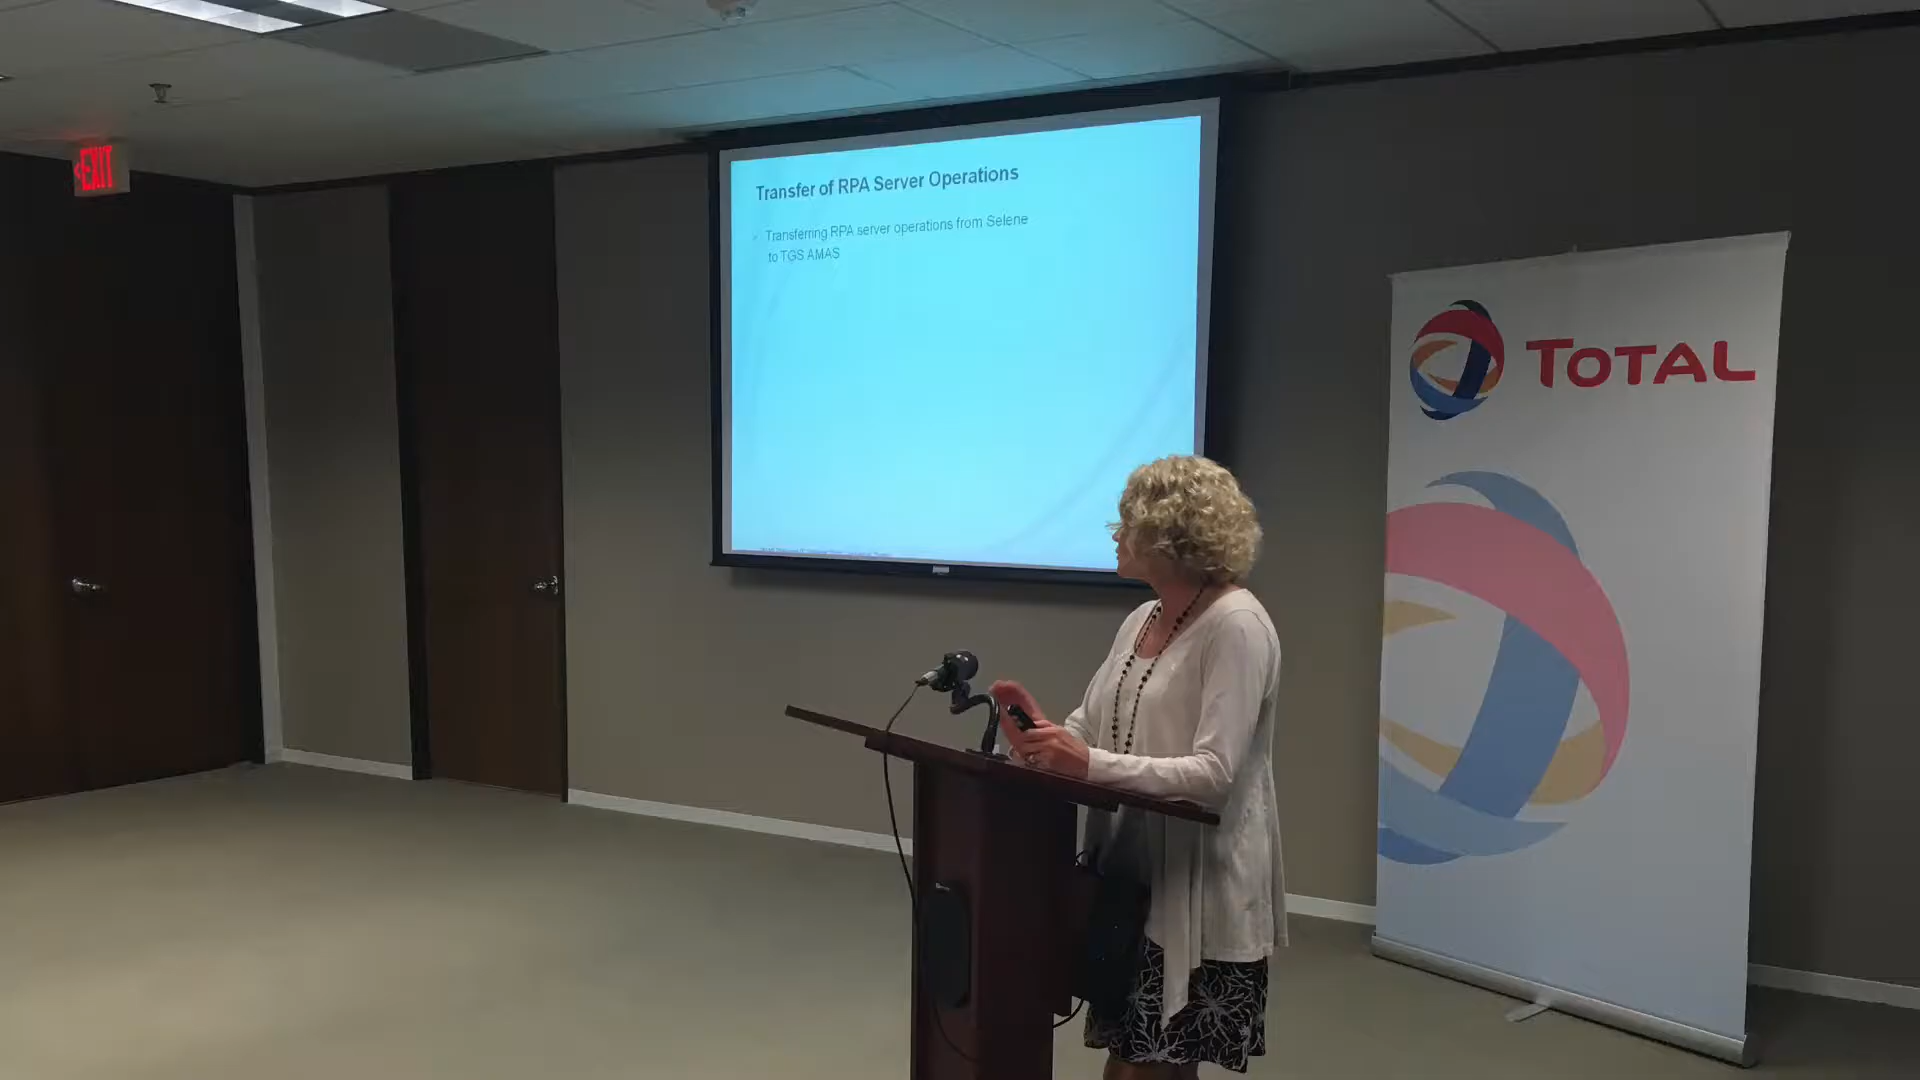 EXIT
Transfer of RPA Server Operations
Transferring RPA server operations from Selene
to TGS AMAS
TOTAL